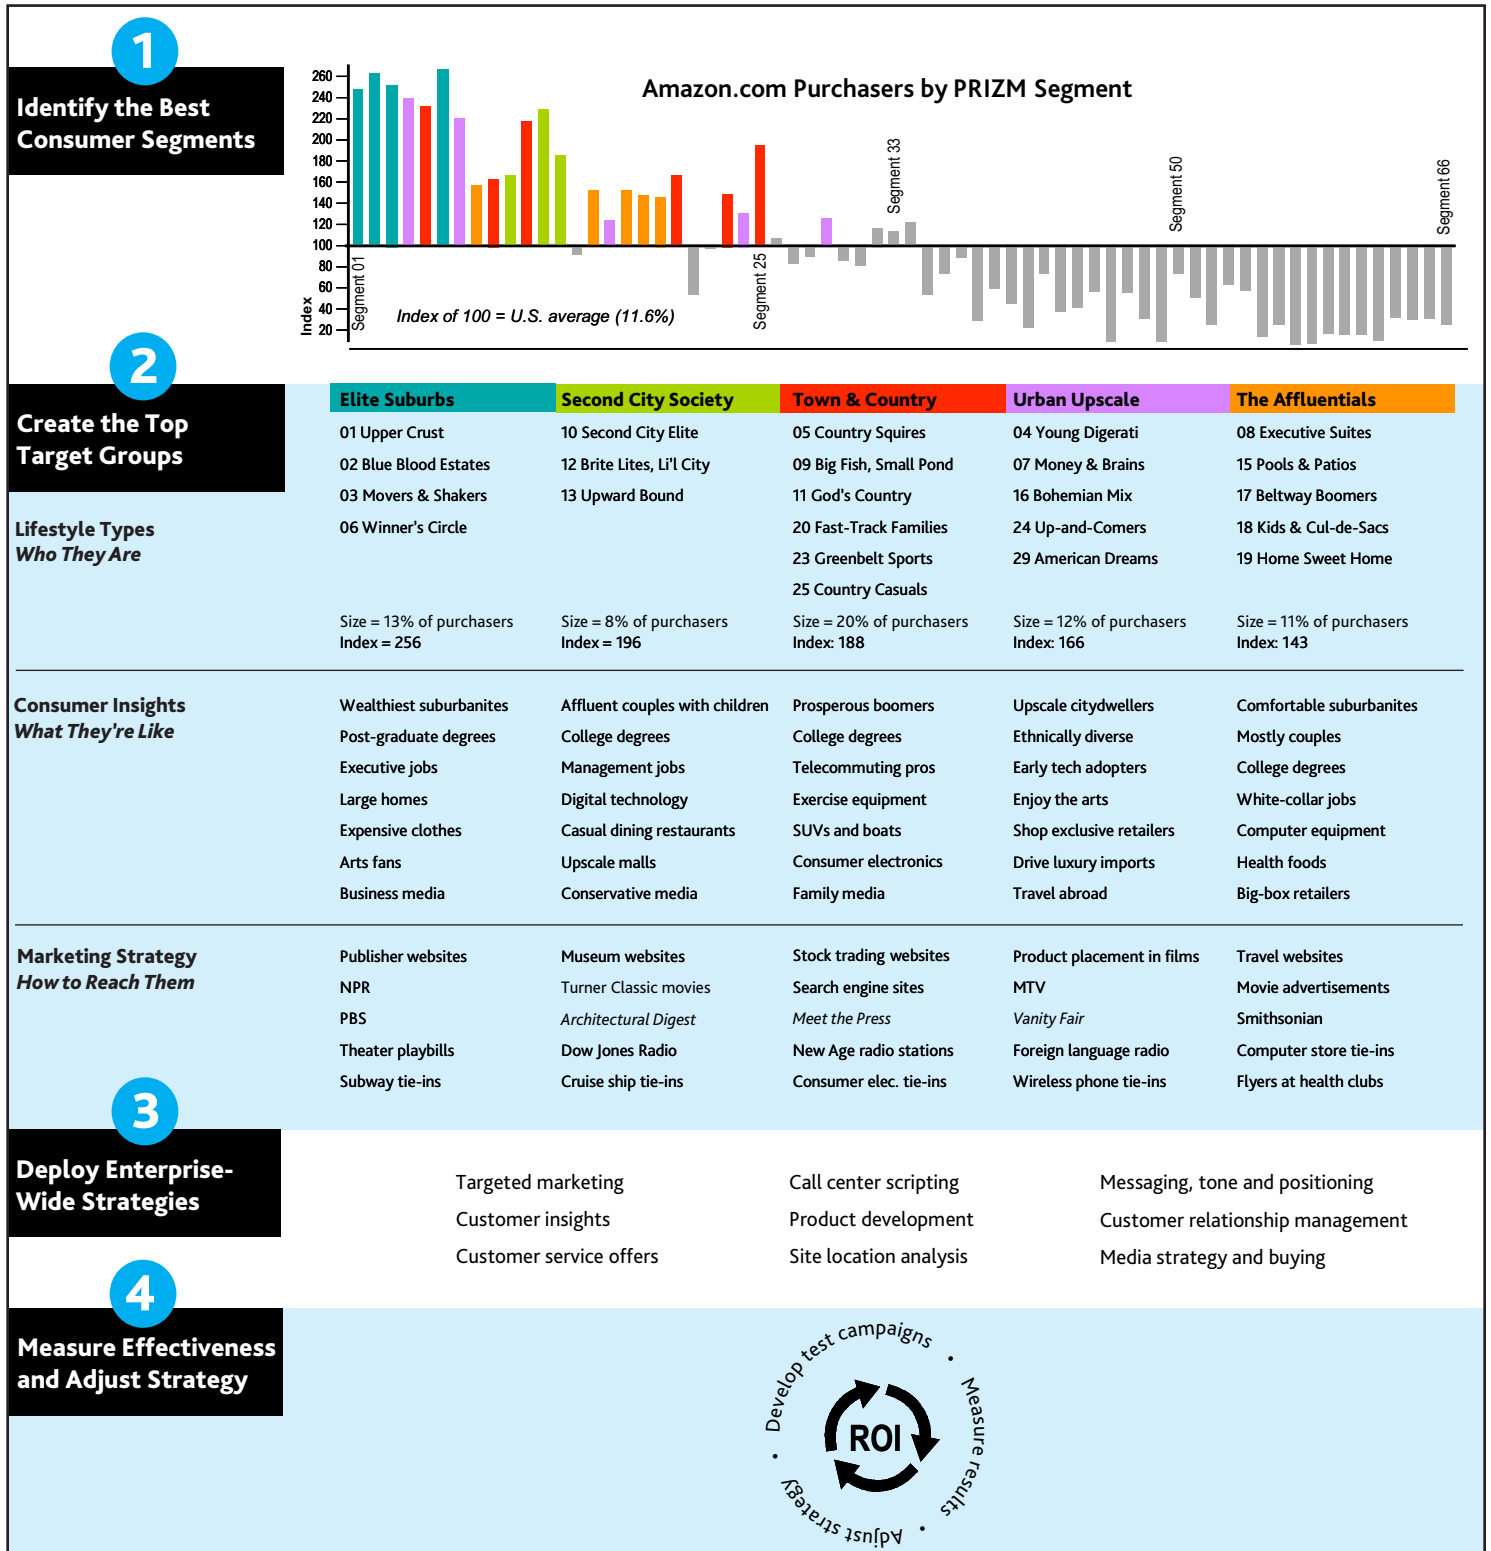 1
Identify the Best
Consumer Segments
Amazon.com Purchasers by PRIZM Segment
260
240
220
200
180
160
140
120
100
80
60
40
20
Index
Segment 01
Segment 25
Segment 33
Segment 50
Segment 66
Index of 100 = U.S. average (11.6%)
2
Create the Top
Target Groups
Elite Suburbs
Second City Society
Town & Country
Urban Upscale
The Affluentials
Lifestyle Types
Who They Are
01 Upper Crust
02 Blue Blood Estates
03 Movers & Shakers
06 Winner's Circle
Size = 13% of purchasers
Index = 256
10 Second City Elite
12 Brite Lites, Li'l City
13 Upward Bound
Size = 8% of purchasers
Index = 196
05 Country Squires
09 Big Fish, Small Pond
11 God's Country
20 Fast-Track Families
23 Greenbelt Sports
25 Country Casuals
Size = 20% of purchasers
Index: 188
04 Young Digerati
07 Money & Brains
16 Bohemian Mix
24 Up-and-Comers
29 American Dreams
Size = 12% of purchasers
Index: 166
08 Executive Suites
15 Pools & Patios
17 Beltway Boomers
18 Kids & Cul-de-Sacs
19 Home Sweet Home
Size = 11% of purchasers
Index: 143
Consumer Insights
What They're Like
Wealthiest suburbanites
Post-graduate degrees
Executive jobs
Large homes
Expensive clothes
Arts fans
Business media
Affluent couples with children
College degrees
Management jobs
Digital technology
Casual dining restaurants
Upscale malls
Conservative media
Prosperous boomers
College degrees
Telecommuting pros
Exercise equipment
SUVs and boats
Consumer electronics
Family media
Upscale citydwellers
Ethnically diverse
Early tech adopters
Enjoy the arts
Shop exclusive retailers
Drive luxury imports
Travel abroad
Comfortable suburbanites
Mostly couples
College degrees
White-collar jobs
Computer equipment
Health foods
Big-box retailers
Marketing Strategy
How to Reach Them
Publisher websites
NPR
PBS
Theater playbills
Subway tie-ins
Museum websites
Turner Classic movies
Architectural Digest
Dow Jones Radio
Cruise ship tie-ins
Stock trading websites
Search engine sites
Meet the Press
New Age radio stations
Consumer elec. tie-ins
Product placement in films
MTV
Vanity Fair
Foreign language radio
Wireless phone tie-ins
Travel websites
Movie advertisements
Smithsonian
Computer store tie-ins
Flyers at health clubs
3
Deploy Enterprise-
Wide Strategies
Targeted marketing
Customer insights
Customer service offers
Call center scripting
Product development
Site location analysis
Messaging, tone and positioning
Customer relationship management
Media strategy and buying
4
Measure Effectiveness
and Adjust Strategy
Develop test campaigns •
Measure results •
Adjust strategy •
ROI